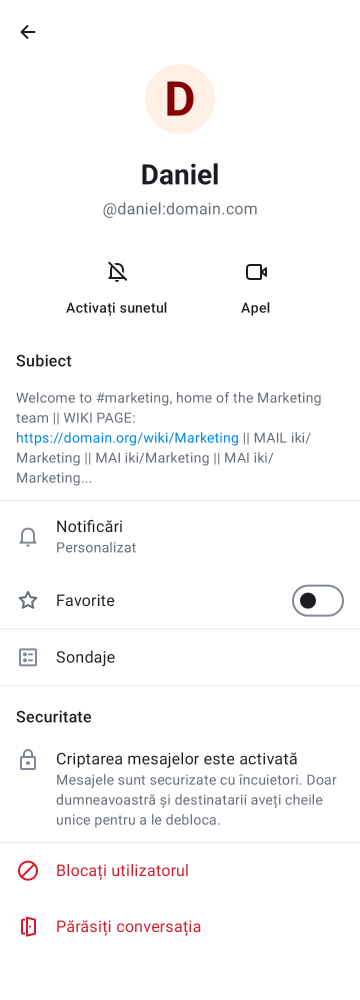 D
Daniel
@daniel:domain.com
Activați sunetul
Apel
Subiect
Welcome to #marketing, home of the Marketing
team || WIKI PAGE:
https://domain.org/wiki/Marketing || MAIL iki/
Marketing || MAI iki/Marketing || MAI iki/
Marketing...
Notificări
Personalizat
Favorite
Sondaje
Securitate
Criptarea mesajelor este activată
Mesajele sunt securizate cu încuietori. Doar
dumneavoastră și destinatarii aveți cheile
unice pentru a le debloca.
Blocați utilizatorul
Părăsiți conversația